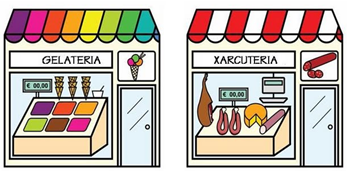 GELATERIA
€ 00,00
XARCUTERIA
€ 00,00